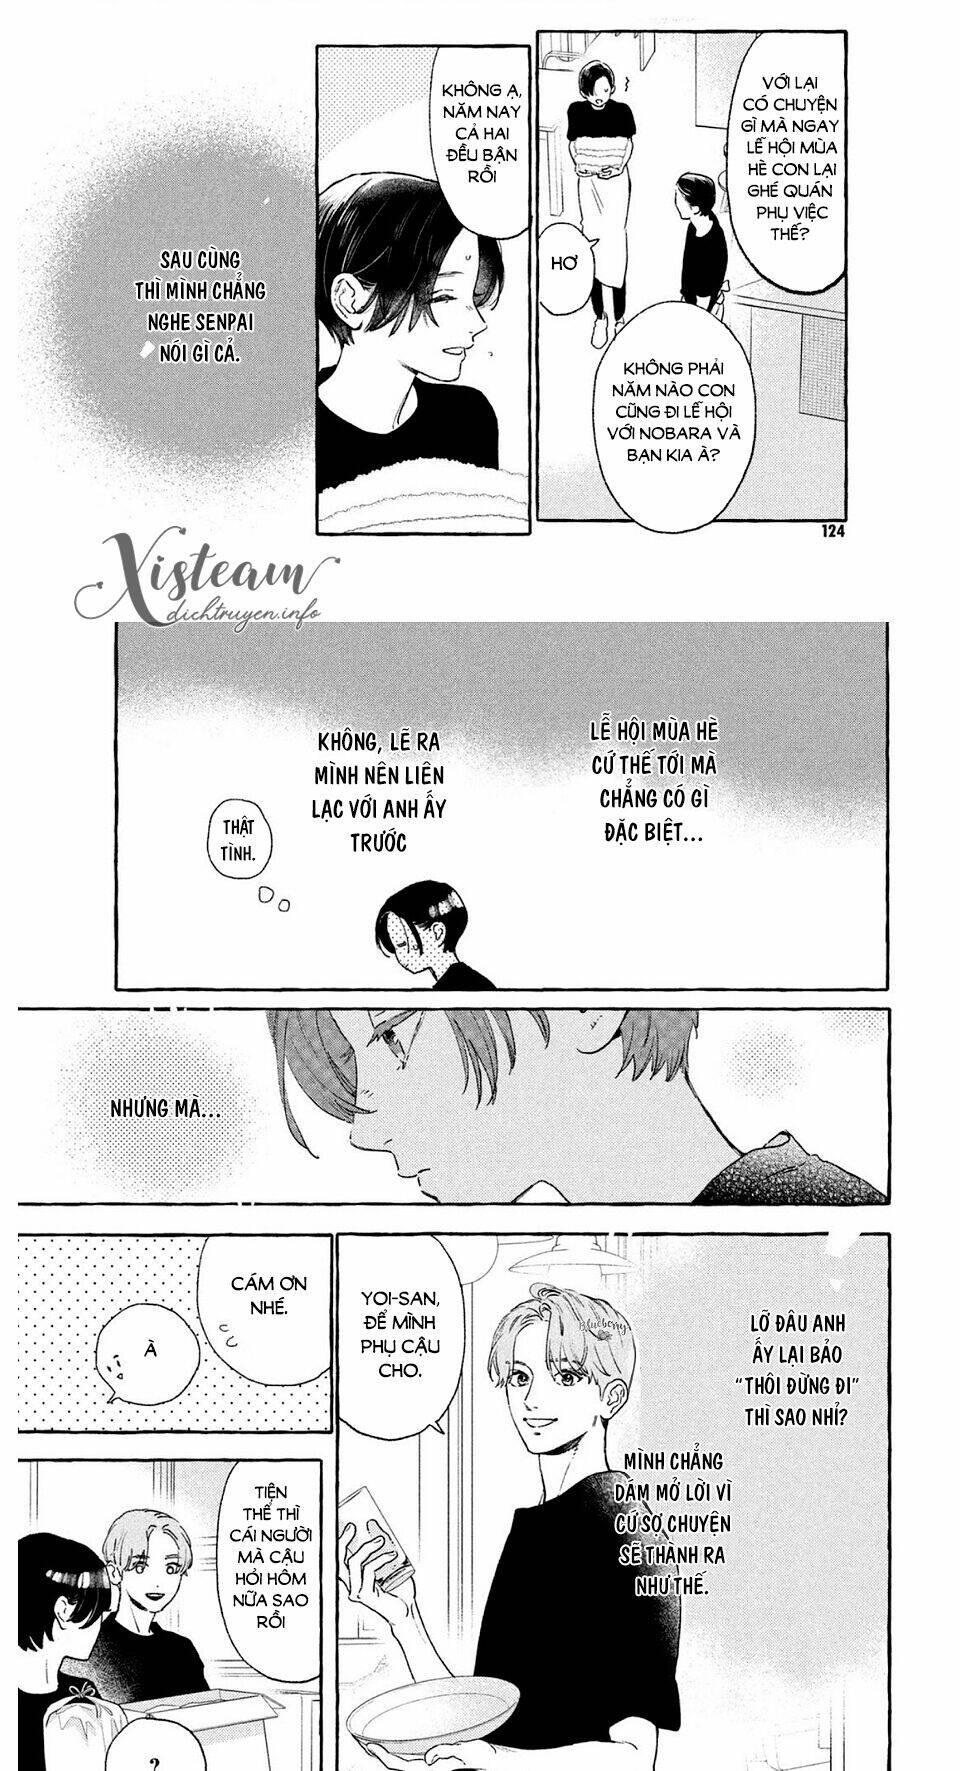 VỚI LẠI
CÓ CHUYỆN
GÌ MÀ NGAY
LỄ HỘI MÙA
HÈ CON LẠI
GHÉ QUÁN
PHỤ VIỆC
THẾ?
HƠ
KHÔNG PHẢI
NĂM NÀO CON
CŨNG ĐI LỄ HỘI
VỚI NOBARA VÀ
BẠN KIA À?
KHÔNG Ạ,
NĂM NAY
CẢ HAI
ĐỀU BẬN
RỒI
SAU CÙNG
THÌ MÌNH CHẲNG
NGHE SENPAI
NÓI GÌ CẢ.
124
Xisteam
dichtruyen.info
LỄ HỘI MÙA HÈ
CỨ THẾ TỚI MÀ
CHẲNG CÓ GÌ
ĐẶC BIỆT...
KHÔNG, LẼ RA
MÌNH NÊN LIÊN
LẠC VỚI ANH ẤY
TRƯỚC
THẬT
TÌNH.
NHƯNG MÀ...
LỠ ĐÂU ANH
ẤY LẠI BẢO
“THÔI ĐỪNG ĐI”
THÌ SAO NHỈ?
MÌNH CHẲNG
DÁM MỞ LỜI VÌ
CỨ SỢ CHUYỆN
SẼ THÀNH RA
NHƯ THẾ.
Blueberry
YOI-SAN,
ĐỂ MÌNH
PHỤ CẬU
CHO.
CÁM ƠN
NHÉ.
À
TIỆN
THỂ THÌ
CÁI NGƯỜI
MÀ CẬU
HỎI HÔM
NỮA SAO
RỒI
?